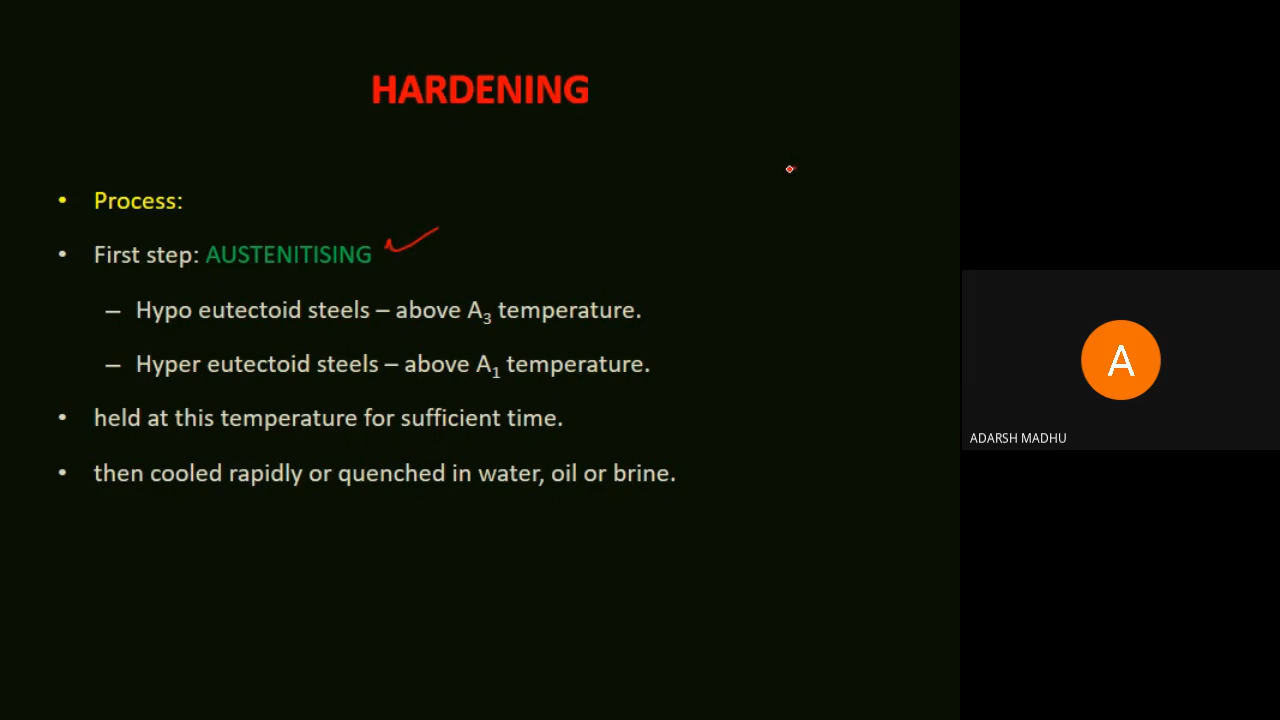 HARDENING
• Process:
• First step: AUSTENITISING
– Hypo eutectoid steels – above A₃ temperature.
– Hyper eutectoid steels – above A₁ temperature.
• held at this temperature for sufficient time.
• then cooled rapidly or quenched in water, oil or brine.
A
ADARSH MADHU